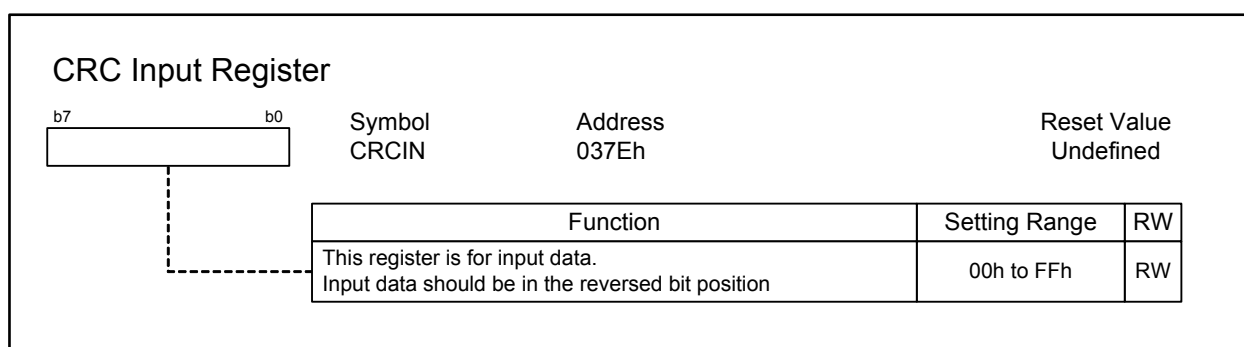 CRC Input Register
b7 b0
Symbol Address Reset Value
CRCIN 037Eh Undefined
Function Setting Range RW
This register is for input data.
Input data should be in the reversed bit position
00h to FFh RW